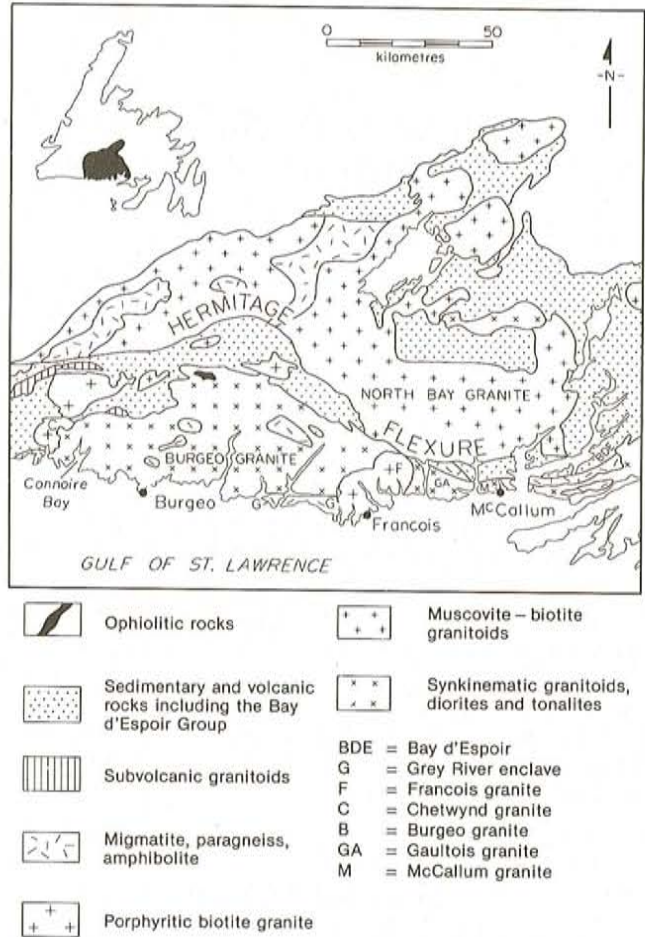 0 50
kilometres
-N-
HERMITAGE
NORTH BAY GRANITE
FLEXURE
BDE
BURGEO GRANITE
F
GA
M
Connoire
Bay
Burgeo
G
G
Francois
McCallum
GULF OF ST. LAWRENCE
Ophiolitic rocks
Sedimentary and volcanic
rocks including the Bay
d'Espoir Group
Subvolcanic granitoids
Migmatite, paragneiss,
amphibolite
Porphyritic biotite granite
Muscovite – biotite
granitoids
Synkinematic granitoids,
diorites and tonalites
BDE = Bay d'Espoir
G = Grey River enclave
F = Francois granite
C = Chetwynd granite
B = Burgeo granite
GA = Gaultois granite
M = McCallum granite